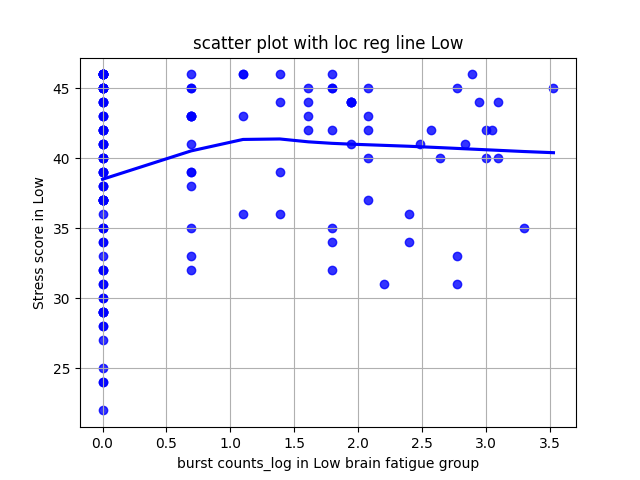 scatter plot with loc reg line Low
45
40
35
30
25
Stress score in Low
0.0 0.5 1.0 1.5 2.0 2.5 3.0 3.5
burst counts_log in Low brain fatigue group